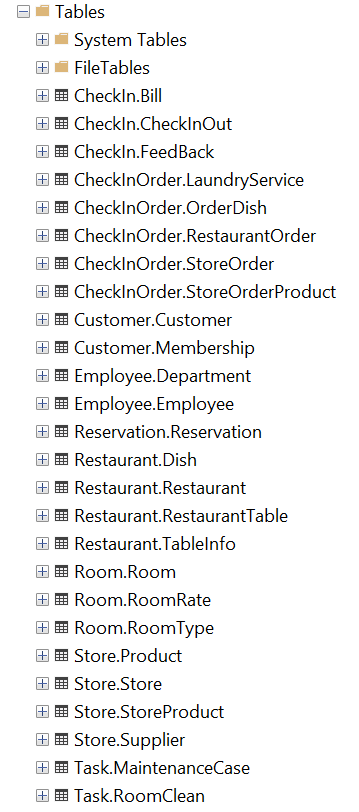 Tables
System Tables
FileTables
CheckIn.Bill
CheckIn.CheckInOut
CheckIn.FeedBack
CheckInOrder.LaundryService
CheckInOrder.OrderDish
CheckInOrder.RestaurantOrder
CheckInOrder.StoreOrder
CheckInOrder.StoreOrderProduct
Customer.Customer
Customer.Membership
Employee.Department
Employee.Employee
Reservation.Reservation
Restaurant.Dish
Restaurant.Restaurant
Restaurant.RestaurantTable
Restaurant.TableInfo
Room.Room
Room.RoomRate
Room.RoomType
Store.Product
Store.Store
Store.StoreProduct
Store.Supplier
Task.MaintenanceCase
Task.RoomClean